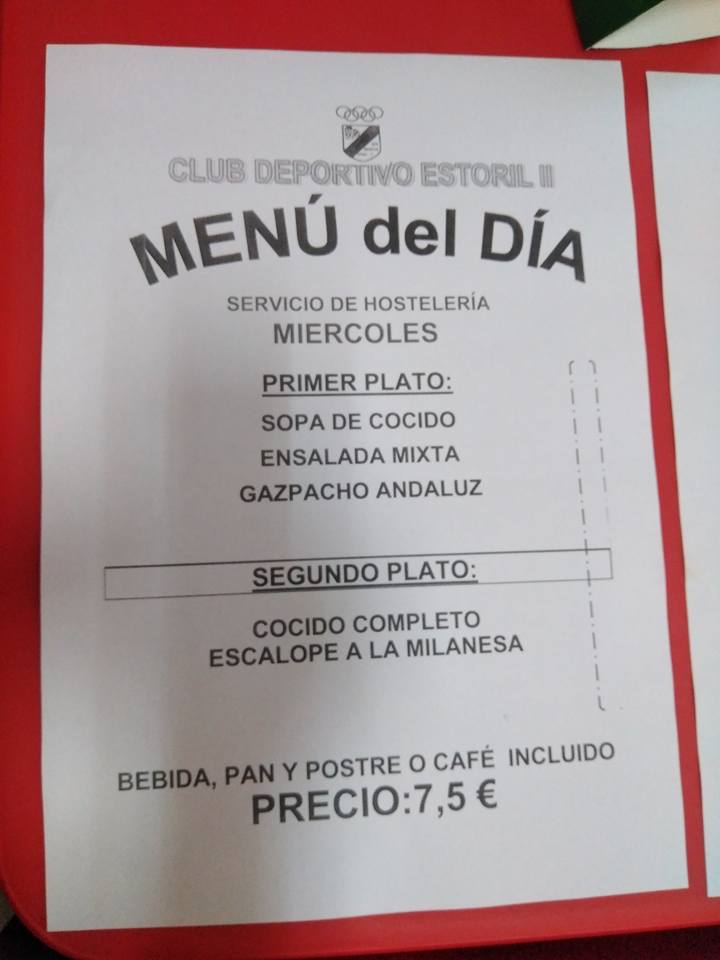 CLUB DEPORTIVO ESTORIL II
MENÚ del DÍA
SERVICIO DE HOSTELERÍA
MIERCOLES
PRIMER PLATO:
SOPA DE COCIDO
ENSALADA MIXTA
GAZPACHO ANDALUZ
SEGUNDO PLATO:
COCIDO COMPLETO
ESCALOPE A LA MILANESA
BEBIDA, PAN Y POSTRE O CAFÉ INCLUIDO
PRECIO:7,5 €